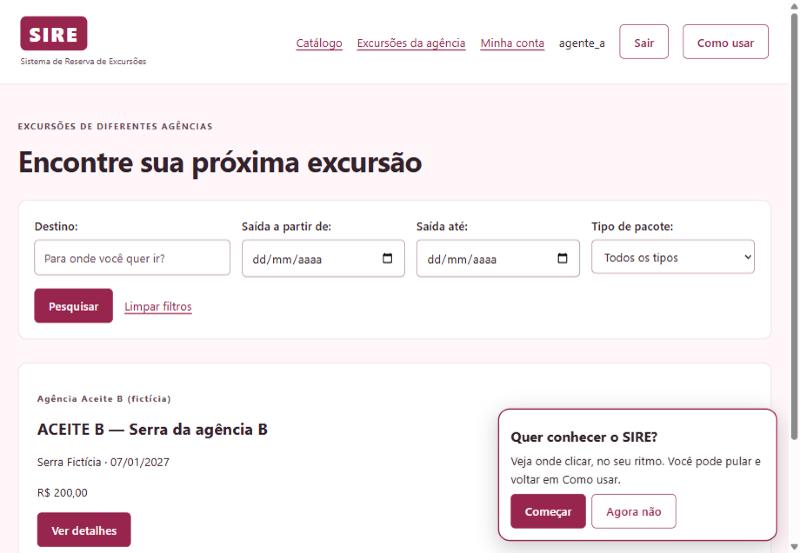 SIRE
Sistema de Reserva de Excursões
Catálogo Excursões da agência Minha conta agente_a Sair Como usar
EXCURSÕES DE DIFERENTES AGÊNCIAS
Encontre sua próxima excursão
Destino: Saída a partir de: Saída até: Tipo de pacote:
Para onde você quer ir? dd/mm/aaaa dd/mm/aaaa Todos os tipos
Pesquisar Limpar filtros
Agência Aceite B (fictícia)
ACEITE B — Serra da agência B
Serra Fictícia · 07/01/2027
R$ 200,00
Ver detalhes
Quer conhecer o SIRE?
Veja onde clicar, no seu ritmo. Você pode pular e
voltar em Como usar.
Começar Agora não